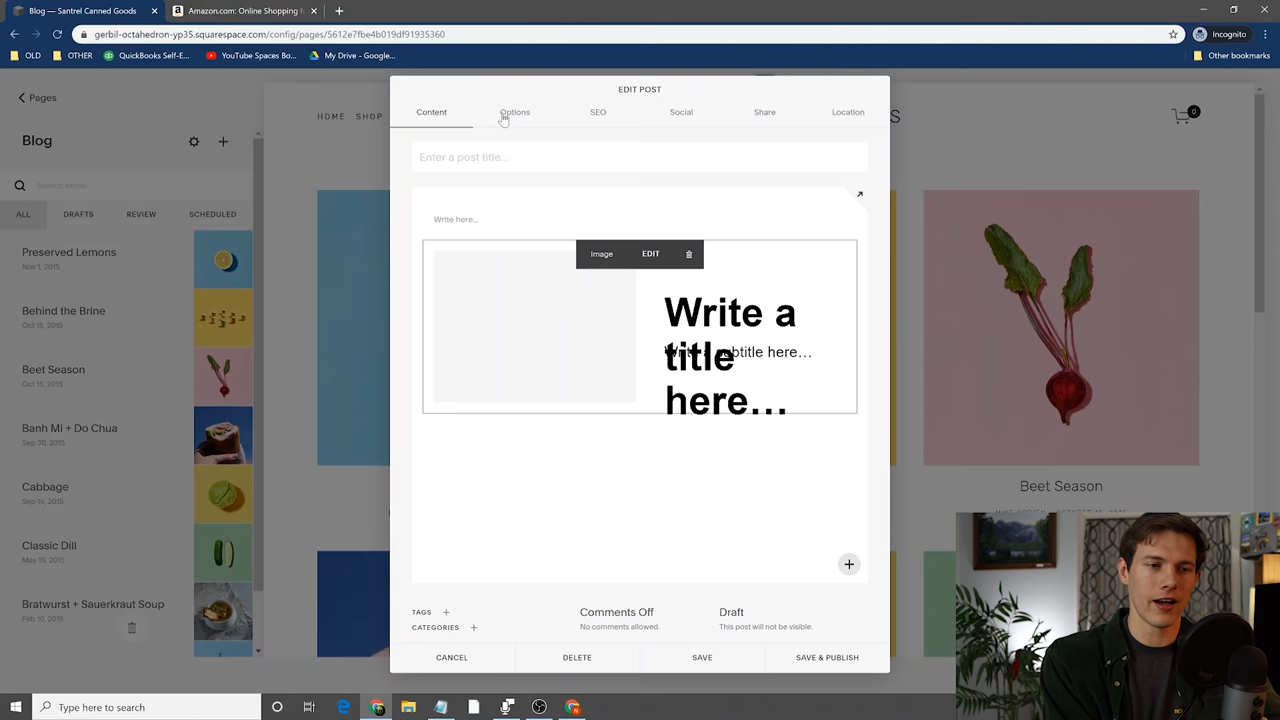 Blog — Santrel Canned Goods
Amazon.com: Online Shopping f
gerbil-octahedron-yp35.squarespace.com/config/pages/5612e7fbe4b019df91935360
Incognito
OLD
OTHER
QuickBooks Self-E...
YouTube Spaces Bo...
My Drive - Google...
Other bookmarks
Pages
Blog
Search items...
ALL
DRAFTS
REVIEW
SCHEDULED
Preserved Lemons
Nov 1, 2015
Behind the Brine
Oct 15, 2015
Beet Season
Oct 15, 2015
Banh Mi + Do Chua
Sep 30, 2015
Cabbage
Sep 14, 2015
Classic Dill
May 19, 2015
Bratwurst + Sauerkraut Soup
Feb 10, 2015
HOME SHOP
S
0
EDIT POST
Content
Options
SEO
Social
Share
Location
Enter a post title...
Write here...
Image
EDIT
Write a
title
here...
Write a subtitle here...
TAGS +
CATEGORIES +
Comments Off
No comments allowed.
Draft
This post will not be visible.
CANCEL
DELETE
SAVE
SAVE & PUBLISH
Beet Season
Type here to search